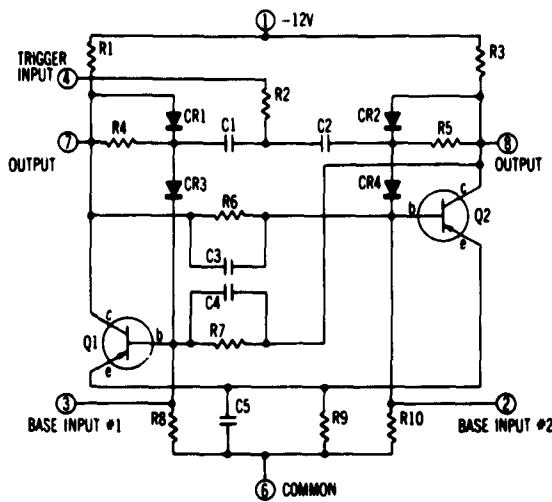 1 -12V
R1
R3
TRIGGER
INPUT 4
R2
CR1
CR2
C1
C2
7
R4
R5
8
OUTPUT
OUTPUT
CR3
CR4
R6
c
b
Q2
e
C3
C4
c
Q1
b
R7
e
3
2
BASE INPUT #1
R8
C5
R9
R10
BASE INPUT #2
6 COMMON